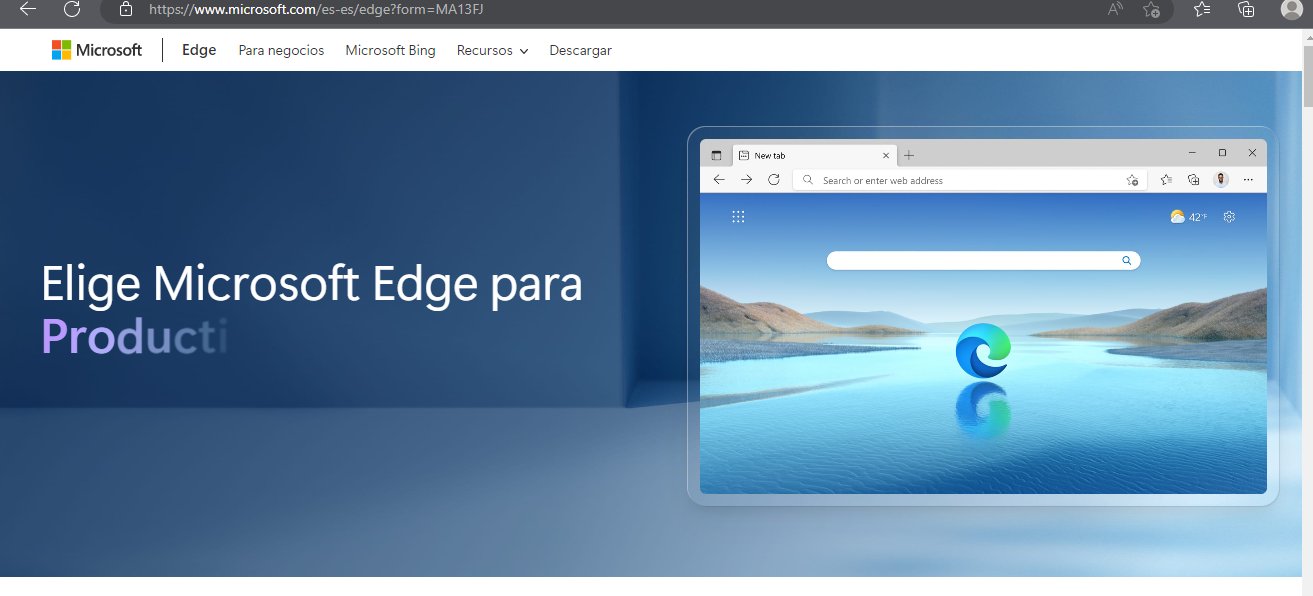 https://www.microsoft.com/es-es/edge?form=MA13FJ
Microsoft Edge Para negocios Microsoft Bing Recursos Descargar
New tab
Search or enter web address
42°F
Elige Microsoft Edge para
Producti